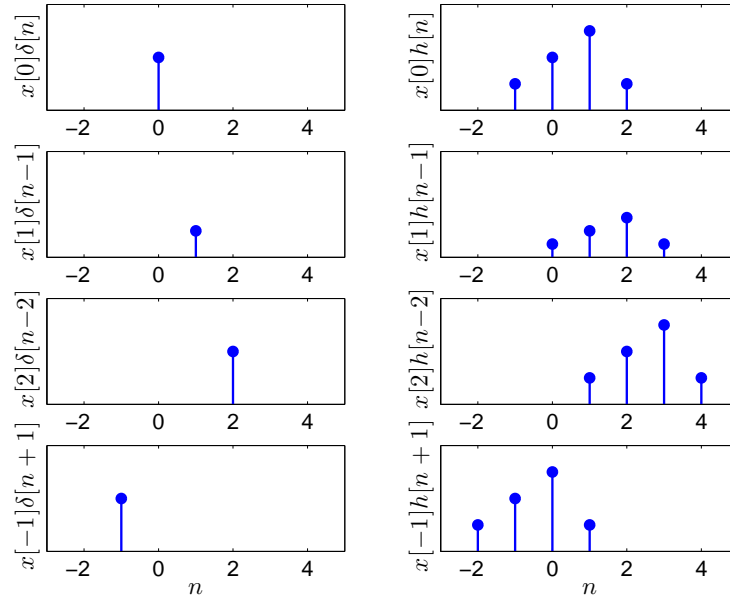 x[0]δ[n]
−2 0 2 4
x[0]h[n]
−2 0 2 4
x[1]δ[n−1]
−2 0 2 4
x[1]h[n−1]
−2 0 2 4
x[2]δ[n−2]
−2 0 2 4
x[2]h[n−2]
−2 0 2 4
x[−1]δ[n + 1]
−2 0 2 4
n
x[−1]h[n + 1]
−2 0 2 4
n